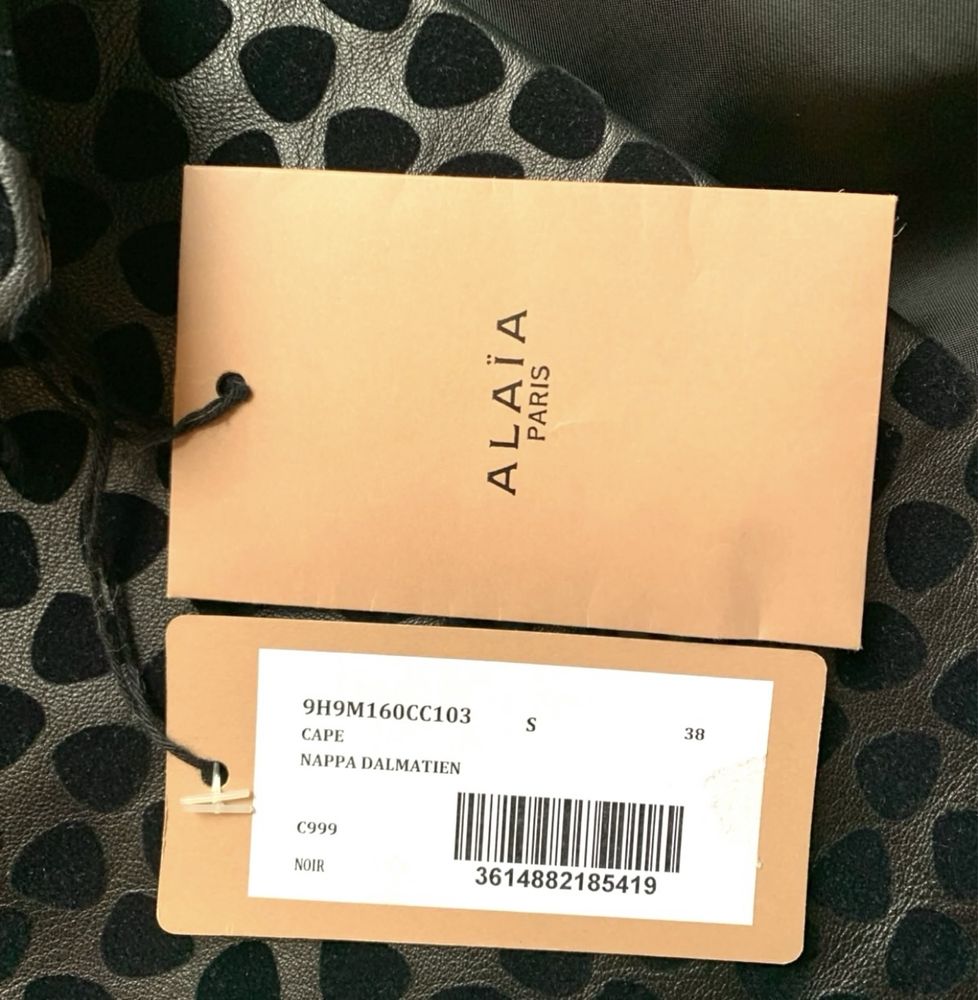 ALAÏA
PARIS
9H9M160CC103 S 38
CAPE
NAPPA DALMATIEN
C999
NOIR
3614882185419